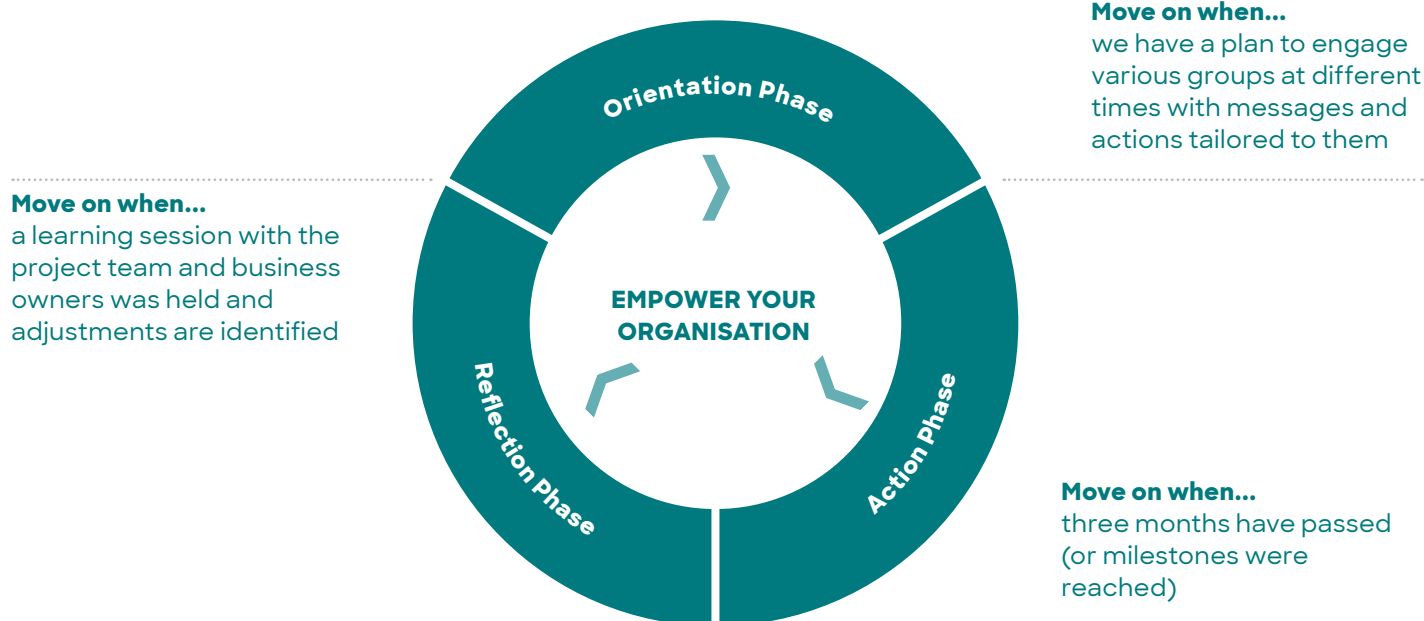 Move on when...
we have a plan to engage
various groups at different
times with messages and
actions tailored to them
Orientation Phase
Move on when...
a learning session with the
project team and business
owners was held and
adjustments are identified
EMPOWER YOUR
ORGANISATION
Reflection Phase
Action Phase
Move on when...
three months have passed
(or milestones were
reached)